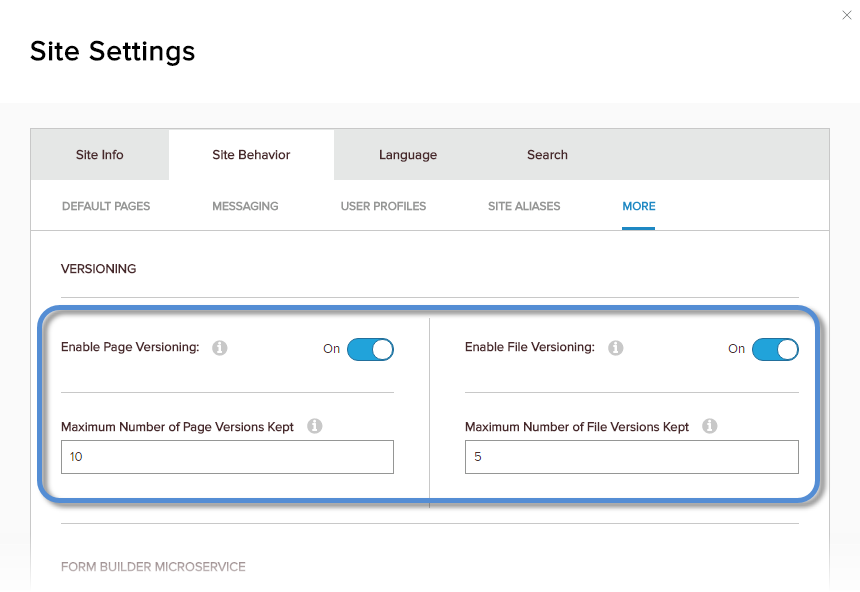 Site Settings
Site Info Site Behavior Language Search
DEFAULT PAGES MESSAGING USER PROFILES SITE ALIASES MORE
VERSIONING
Enable Page Versioning: On Enable File Versioning: On
Maximum Number of Page Versions Kept Maximum Number of File Versions Kept
10 5
FORM BUILDER MICROSERVICE